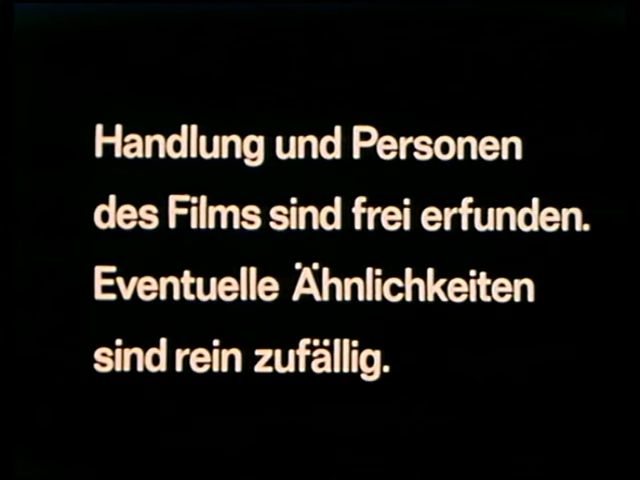 Handlung und Personen
des Films sind frei erfunden.
Eventuelle Ähnlichkeiten
sind rein zufällig.